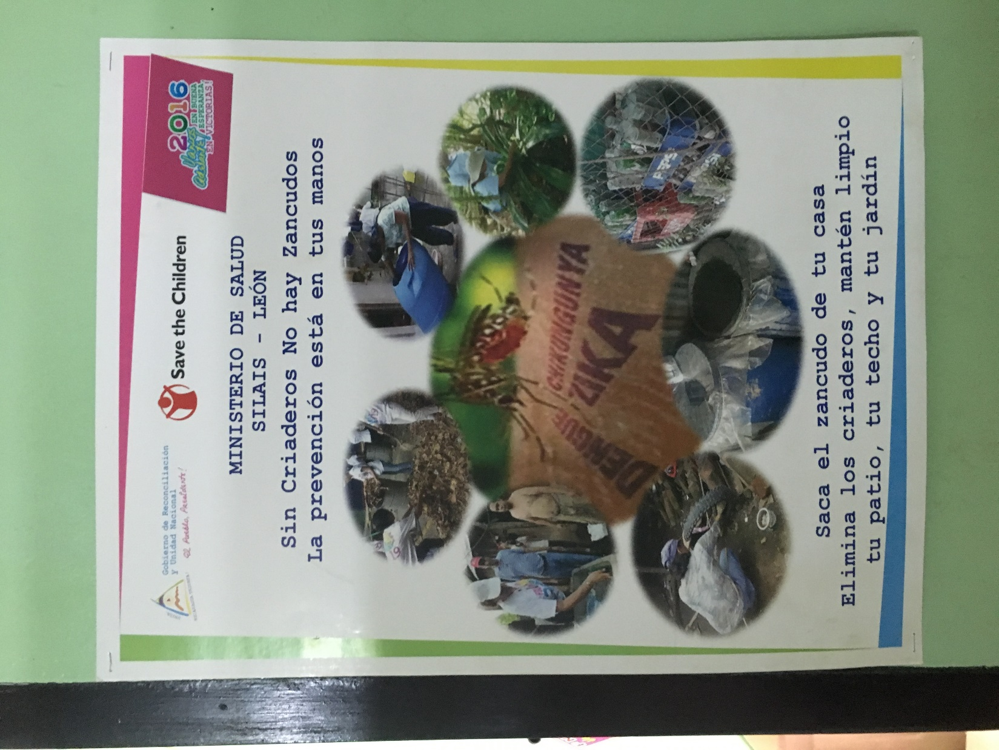 Gobierno de Reconciliación
y Unidad Nacional
El Pueblo, Presidente!
Save the Children
2016
Vamos
Adelante!
EN BUENA
ESPERANZA
EN VICTORIAS!
MINISTERIO DE SALUD
SILAIS - LEÓN
Sin Criaderos No hay Zancudos
La prevención está en tus manos
DENGUE
CHIKUNGUNYA
ZIKA
Saca el zancudo de tu casa
Elimina los criaderos, mantén limpio
tu patio, tu techo y tu jardín